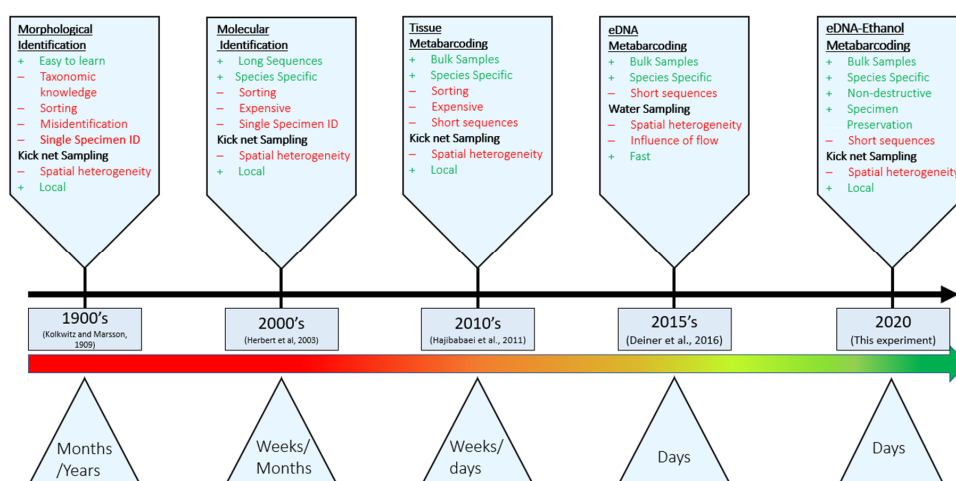 Morphological
Identification
+ Easy to learn
– Taxonomic
knowledge
– Sorting
– Misidentification
– Single Specimen ID
Kick net Sampling
– Spatial heterogeneity
+ Local
Molecular
Identification
+ Long Sequences
+ Species Specific
– Sorting
– Expensive
– Single Specimen ID
Kick net Sampling
– Spatial heterogeneity
+ Local
Tissue
Metabarcoding
+ Bulk Samples
+ Species Specific
– Sorting
– Expensive
– Short sequences
Kick net Sampling
– Spatial heterogeneity
+ Local
eDNA
Metabarcoding
+ Bulk Samples
+ Species Specific
– Short sequences
Water Sampling
– Spatial heterogeneity
– Influence of flow
+ Fast
eDNA-Ethanol
Metabarcoding
+ Bulk Samples
+ Species Specific
+ Non-destructive
+ Specimen
Preservation
– Short sequences
Kick net Sampling
– Spatial heterogeneity
+ Local
1900's
(Kolkwitz and Marsson,
1909)
2000's
(Herbert et al, 2003)
2010's
(Hajibabaei et al., 2011)
2015's
(Deiner et al., 2016)
2020
(This experiment)
Months
/Years
Weeks/
Months
Weeks/
days
Days
Days